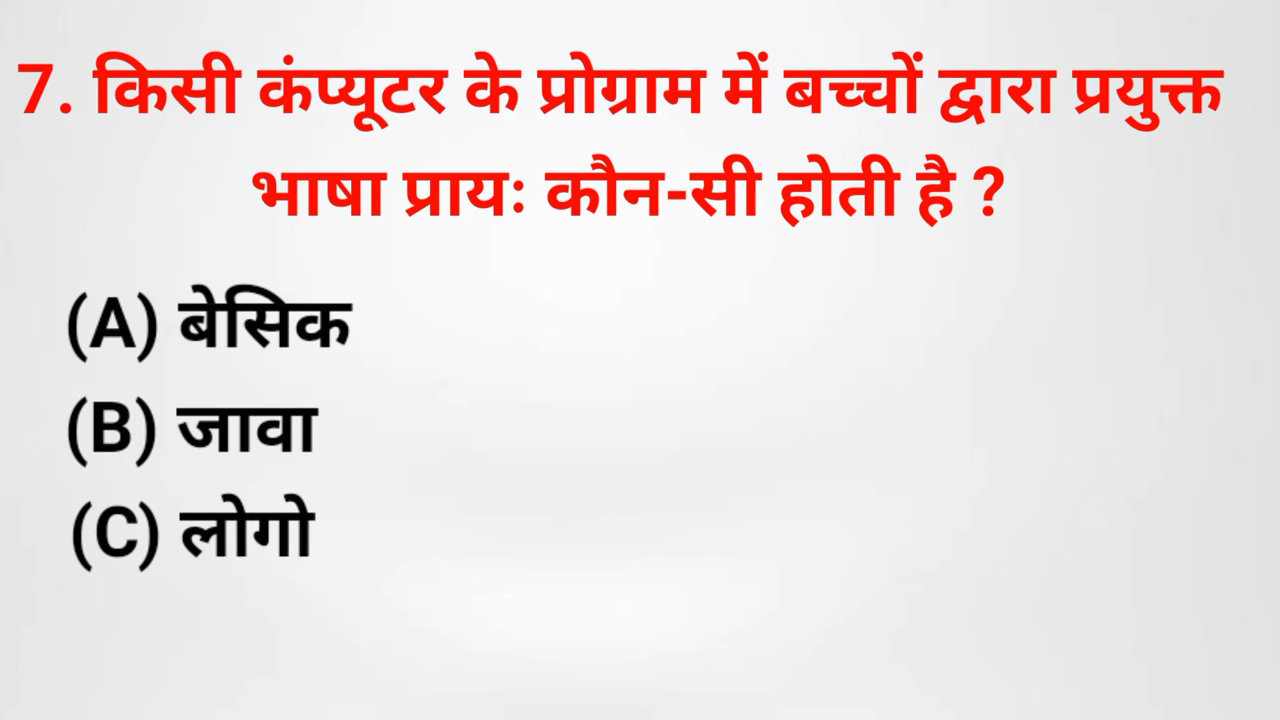 7. किसी कंप्यूटर के प्रोग्राम में बच्चों द्वारा प्रयुक्त
भाषा प्रायः कौन-सी होती है ?
(A) बेसिक
(B) जावा
(C) लोगो